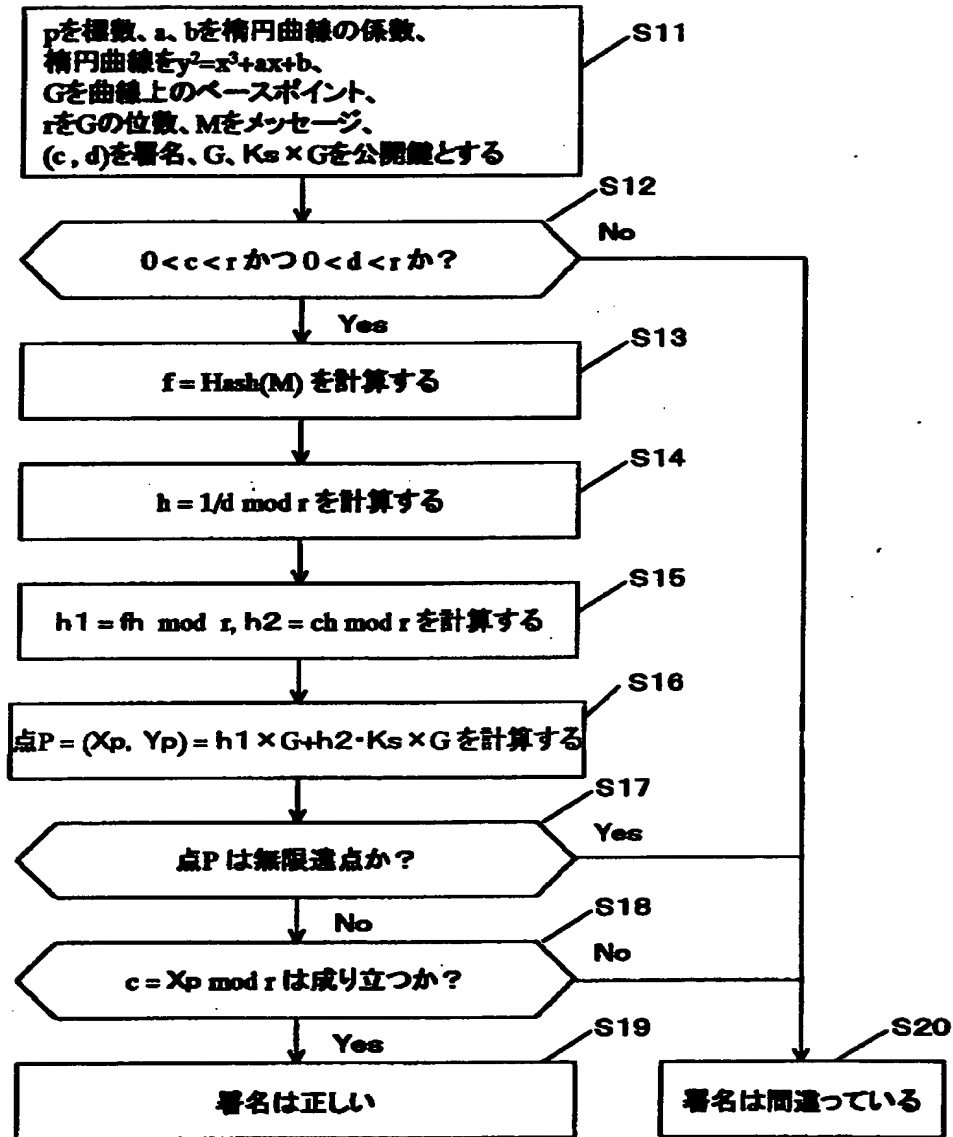 pを標数、a、bを楕円曲線の係数、
楕円曲線をy²=x³+ax+b、
Gを曲線上のベースポイント、
rをGの位数、Mをメッセージ、
(c , d)を署名、G、Ks×Gを公開鍵とする
S11
S12
0<c<r かつ 0<d<r か?
No
Yes
S13
f = Hash(M) を計算する
S14
h = 1/d mod r を計算する
S15
h1 = fh mod r, h2 = ch mod r を計算する
S16
点P = (Xp, Yp) = h1×G+h2・Ks×G を計算する
S17
点P は無限遠点か?
Yes
No
S18
c = Xp mod r は成り立つか?
No
Yes
S19
署名は正しい
S20
署名は間違っている